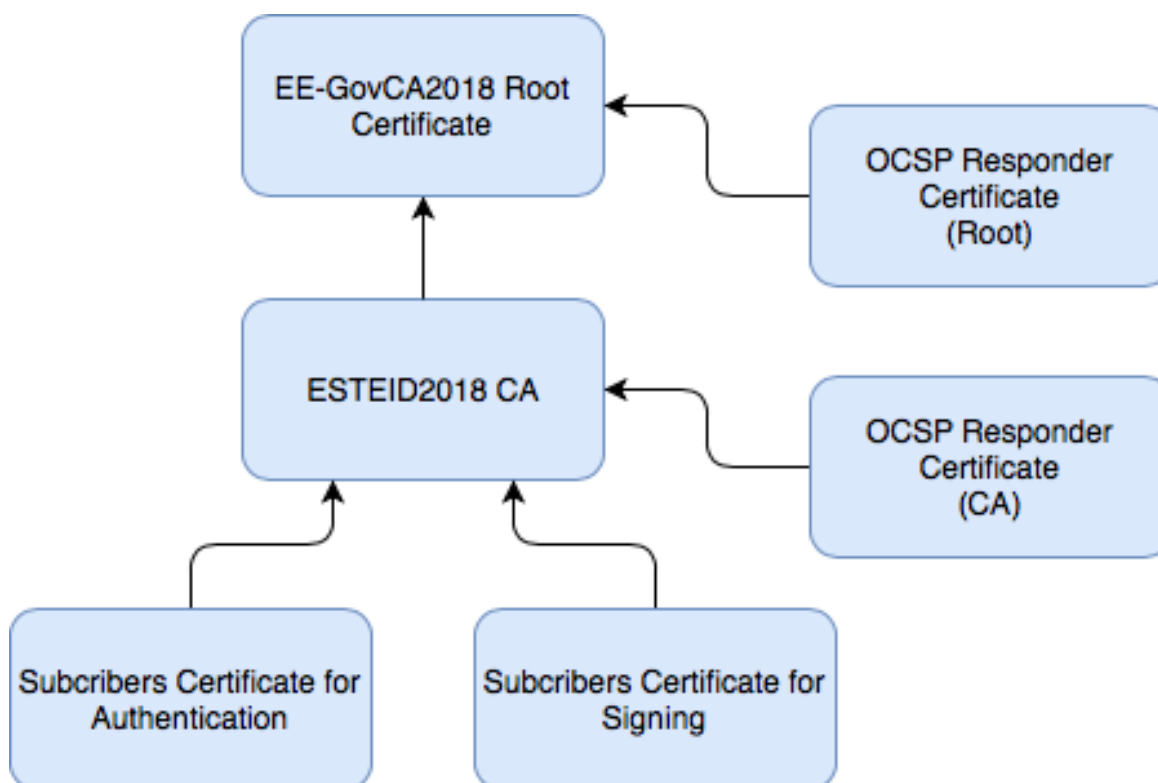 EE-GovCA2018 Root
Certificate
OCSP Responder
Certificate
(Root)
ESTEID2018 CA
OCSP Responder
Certificate
(CA)
Subcribers Certificate for
Authentication
Subcribers Certificate for
Signing